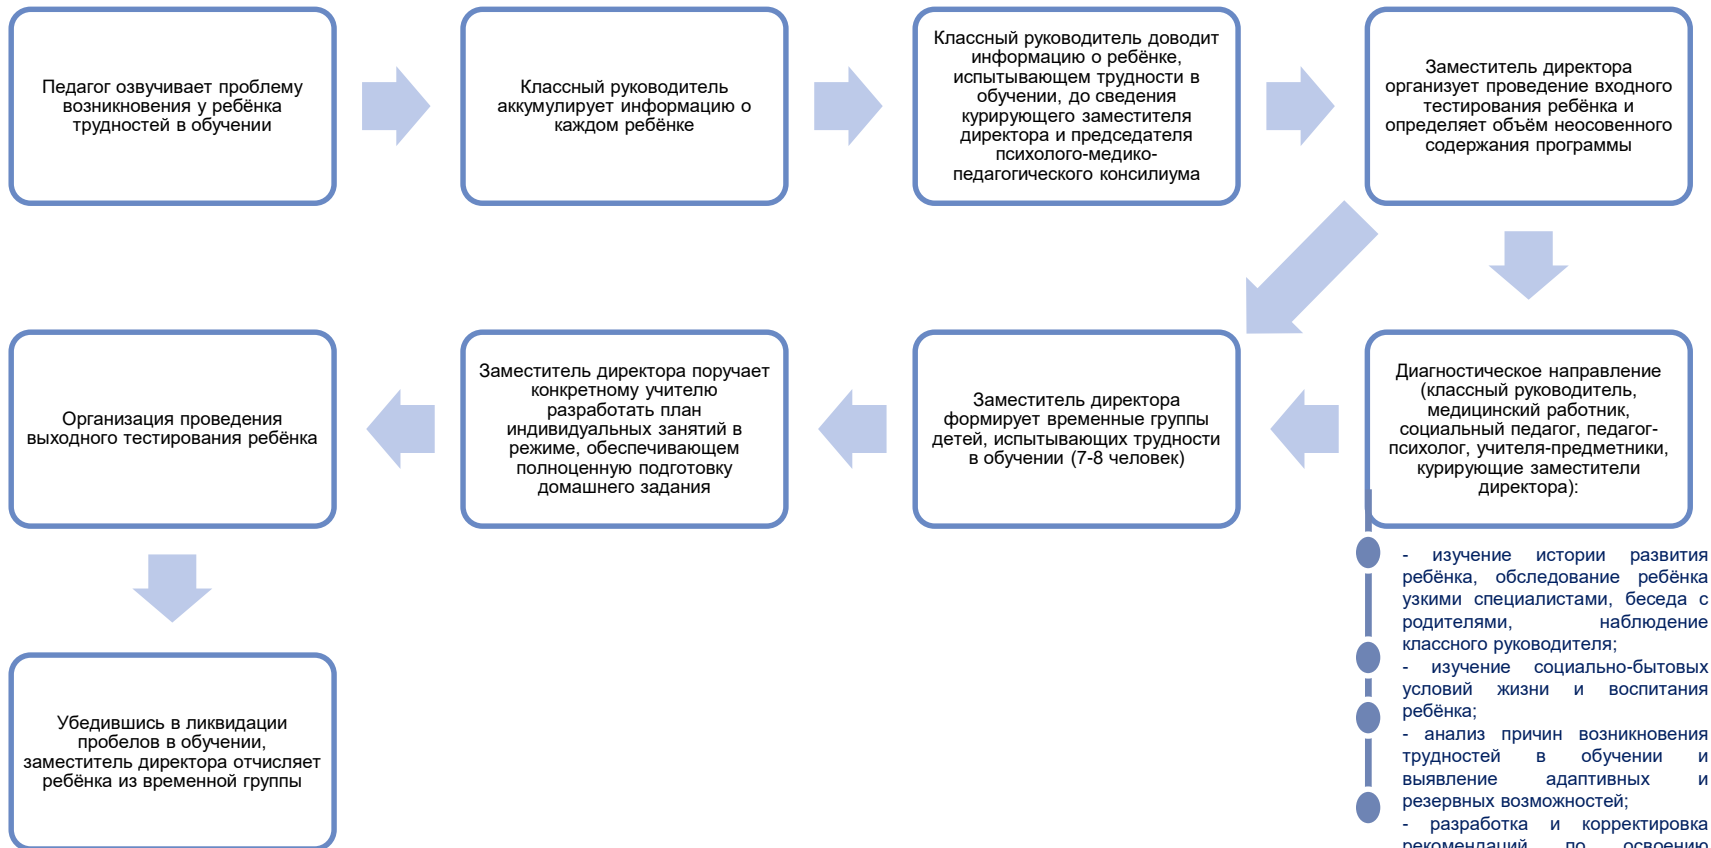 Педагог озвучивает проблему
возникновения у ребёнка
трудностей в обучении
Классный руководитель
аккумулирует информацию о
каждом ребёнке
Классный руководитель доводит
информацию о ребёнке,
испытывающем трудности в
обучении, до сведения
курирующего заместителя
директора и председателя
психолого-медико-
педагогического консилиума
Заместитель директора
организует проведение входного
тестирования ребёнка и
определяет объём неосовенного
содержания программы
Диагностическое направление
(классный руководитель,
медицинский работник,
социальный педагог, педагог-
психолог, учителя-предметники,
курирующие заместители
директора):
- изучение истории развития
ребёнка, обследование ребёнка
узкими специалистами, беседа с
родителями, наблюдение
классного руководителя;
- изучение социально-бытовых
условий жизни и воспитания
ребёнка;
- анализ причин возникновения
трудностей в обучении и
выявление адаптивных и
резервных возможностей;
- разработка и корректировка
рекомендаций по освоению
Заместитель директора
формирует временные группы
детей, испытывающих трудности
в обучении (7-8 человек)
Заместитель директора поручает
конкретному учителю
разработать план
индивидуальных занятий в
режиме, обеспечивающем
полноценную подготовку
домашнего задания
Организация проведения
выходного тестирования ребёнка
Убедившись в ликвидации
пробелов в обучении,
заместитель директора отчисляет
ребёнка из временной группы